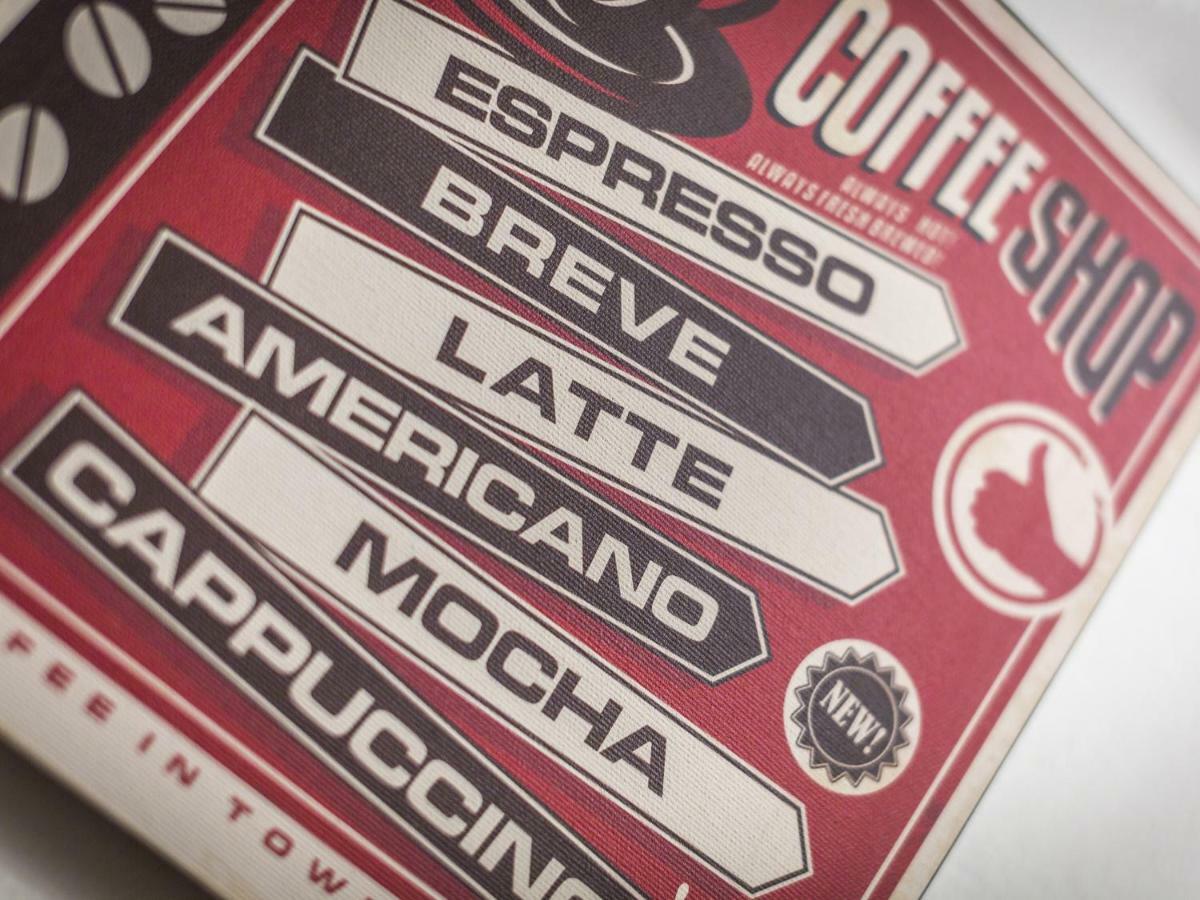 COFFEE SHOP
ALWAYS HOT!
ALWAYS FRESH BREWED!
ESPRESSO
BREVE
LATTE
AMERICANO
MOCHA
CAPPUCCINO
NEW!
FEE IN TOW